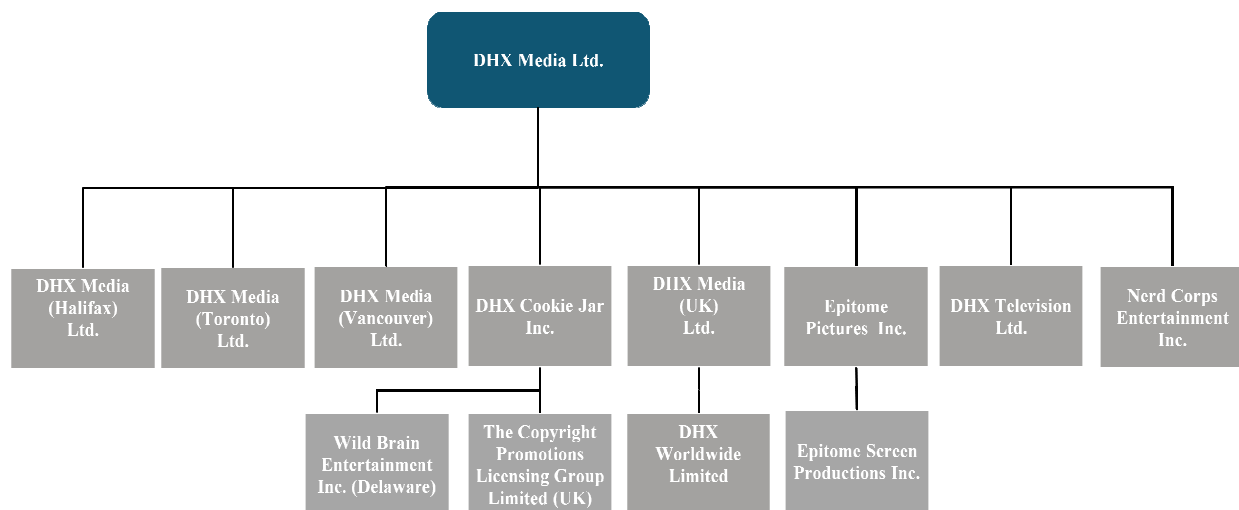 DHX Media Ltd.
DHX Media
(Halifax)
Ltd.
DHX Media
(Toronto)
Ltd.
DHX Media
(Vancouver)
Ltd.
DHX Cookie Jar
Inc.
DHX Media
(UK)
Ltd.
Epitome
Pictures Inc.
DHX Television
Ltd.
Nerd Corps
Entertainment
Inc.
Wild Brain
Entertainment
Inc. (Delaware)
The Copyright
Promotions
Licensing Group
Limited (UK)
DHX
Worldwide
Limited
Epitome Screen
Productions Inc.